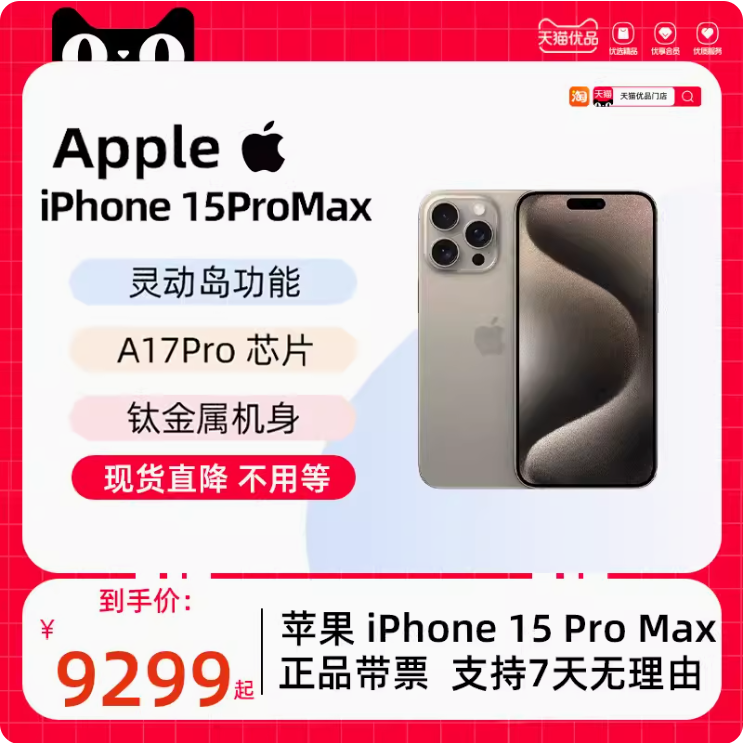 天猫优品
优选精品 优享会员 优质服务
淘 天猫 天猫优品门店
Apple
iPhone 15ProMax
灵动岛功能
A17Pro 芯片
钛金属机身
现货直降 不用等
到手价：
¥
9299起
苹果 iPhone 15 Pro Max
正品带票 支持7天无理由